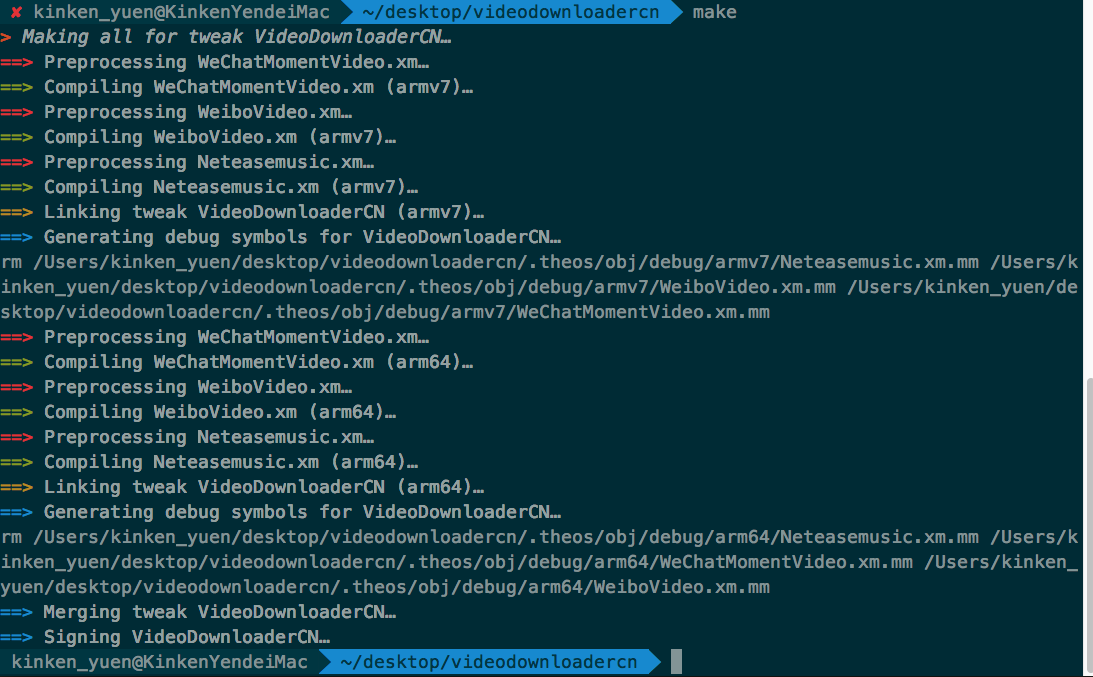 ✘ kinken_yuen@KinkenYendeiMac ~/desktop/videodownloadercn make
> Making all for tweak VideoDownloaderCN…
==> Preprocessing WeChatMomentVideo.xm…
==> Compiling WeChatMomentVideo.xm (armv7)…
==> Preprocessing WeiboVideo.xm…
==> Compiling WeiboVideo.xm (armv7)…
==> Preprocessing Neteasemusic.xm…
==> Compiling Neteasemusic.xm (armv7)…
==> Linking tweak VideoDownloaderCN (armv7)…
==> Generating debug symbols for VideoDownloaderCN…
rm /Users/kinken_yuen/desktop/videodownloadercn/.theos/obj/debug/armv7/Neteasemusic.xm.mm /Users/k
inken_yuen/desktop/videodownloadercn/.theos/obj/debug/armv7/WeiboVideo.xm.mm /Users/kinken_yuen/de
sktop/videodownloadercn/.theos/obj/debug/armv7/WeChatMomentVideo.xm.mm
==> Preprocessing WeChatMomentVideo.xm…
==> Compiling WeChatMomentVideo.xm (arm64)…
==> Preprocessing WeiboVideo.xm…
==> Compiling WeiboVideo.xm (arm64)…
==> Preprocessing Neteasemusic.xm…
==> Compiling Neteasemusic.xm (arm64)…
==> Linking tweak VideoDownloaderCN (arm64)…
==> Generating debug symbols for VideoDownloaderCN…
rm /Users/kinken_yuen/desktop/videodownloadercn/.theos/obj/debug/arm64/Neteasemusic.xm.mm /Users/k
inken_yuen/desktop/videodownloadercn/.theos/obj/debug/arm64/WeChatMomentVideo.xm.mm /Users/kinken_
yuen/desktop/videodownloadercn/.theos/obj/debug/arm64/WeiboVideo.xm.mm
==> Merging tweak VideoDownloaderCN…
==> Signing VideoDownloaderCN…
kinken_yuen@KinkenYendeiMac ~/desktop/videodownloadercn